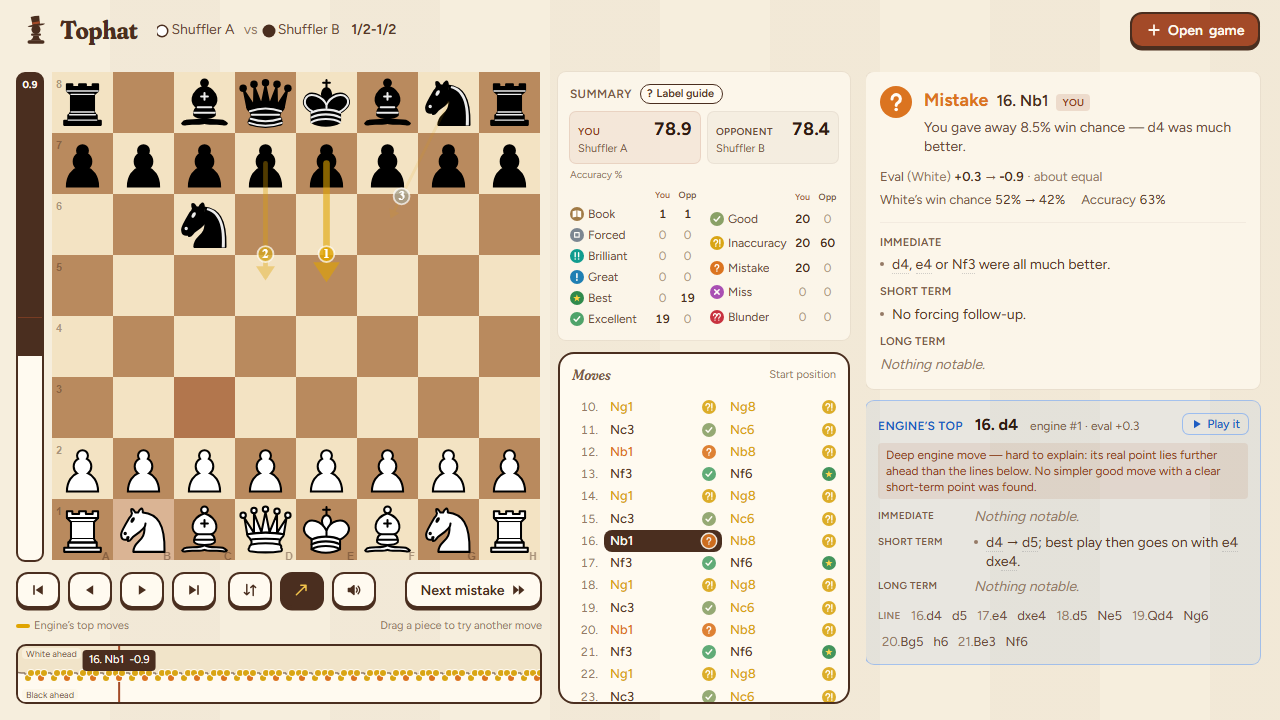 Tophat
Shuffler A vs Shuffler B 1/2-1/2
+ Open game
0.9
8
7
6
5
4
3
2
1
A B C D E F G H
3
2
1
Next mistake
Engine's top moves
Drag a piece to try another move
White ahead
16. Nb1 -0.9
Black ahead
SUMMARY
? Label guide
YOU 78.9
Shuffler A
OPPONENT 78.4
Shuffler B
Accuracy %
You Opp
Book 1 1
Forced 0 0
Brilliant 0 0
Great 0 0
Best 0 19
Excellent 19 0
You Opp
Good 20 0
Inaccuracy 20 60
Mistake 20 0
Miss 0 0
Blunder 0 0
Moves
Start position
10. Ng1 ?! Ng8 ?!
11. Nc3 Nc6 ?!
12. Nb1 ? Nb8 ?!
13. Nf3 Nf6
14. Ng1 ?! Ng8 ?!
15. Nc3 Nc6 ?!
16. Nb1 ? Nb8 ?!
17. Nf3 Nf6
18. Ng1 ?! Ng8 ?!
19. Nc3 Nc6 ?!
20. Nb1 ? Nb8 ?!
21. Nf3 Nf6
22. Ng1 ?! Ng8 ?!
23. Nc3 Nc6 ?!
? Mistake 16. Nb1 YOU
You gave away 8.5% win chance — d4 was much
better.
Eval (White) +0.3 → -0.9 · about equal
White's win chance 52% → 42% Accuracy 63%
IMMEDIATE
• d4, e4 or Nf3 were all much better.
SHORT TERM
• No forcing follow-up.
LONG TERM
Nothing notable.
ENGINE'S TOP 16. d4 engine #1 · eval +0.3
Play it
Deep engine move — hard to explain: its real point lies further
ahead than the lines below. No simpler good move with a clear
short-term point was found.
IMMEDIATE Nothing notable.
SHORT TERM • d4 → d5; best play then goes on with e4
dxe4.
LONG TERM Nothing notable.
LINE 16.d4 d5 17.e4 dxe4 18.d5 Ne5 19.Qd4 Ng6
20.Bg5 h6 21.Be3 Nf6